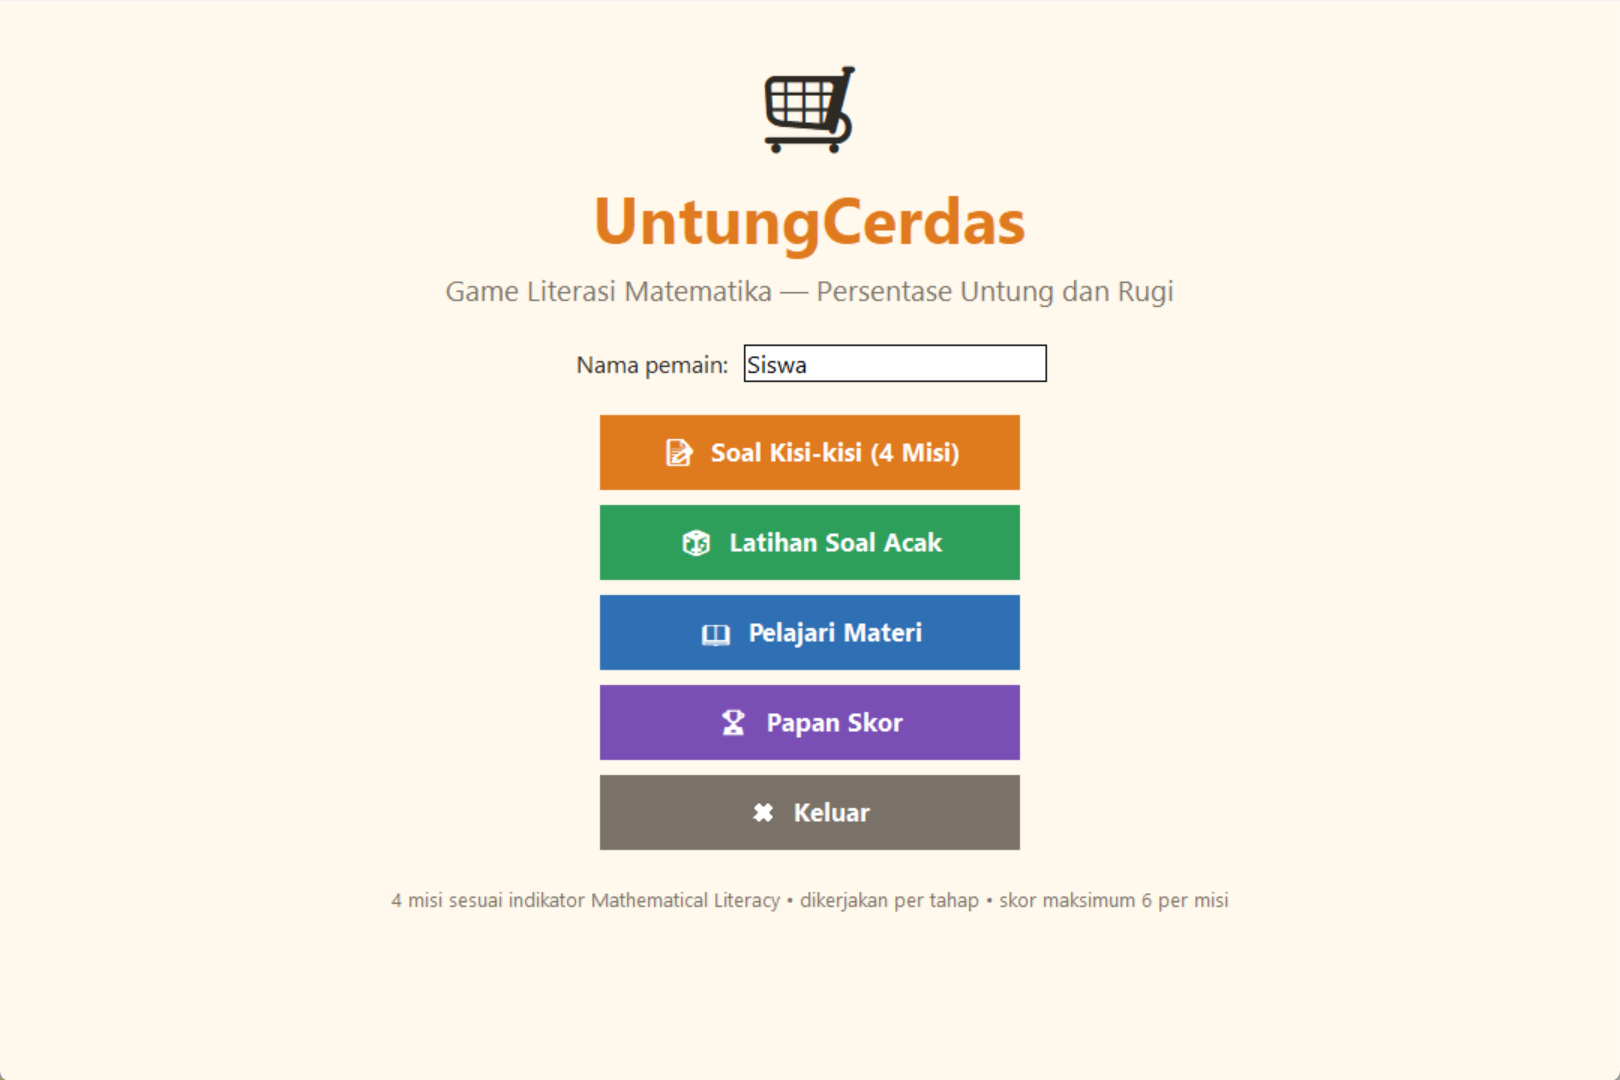 UntungCerdas
Game Literasi Matematika — Persentase Untung dan Rugi
Nama pemain: Siswa
Soal Kisi-kisi (4 Misi)
Latihan Soal Acak
Pelajari Materi
Papan Skor
Keluar
4 misi sesuai indikator Mathematical Literacy • dikerjakan per tahap • skor maksimum 6 per misi